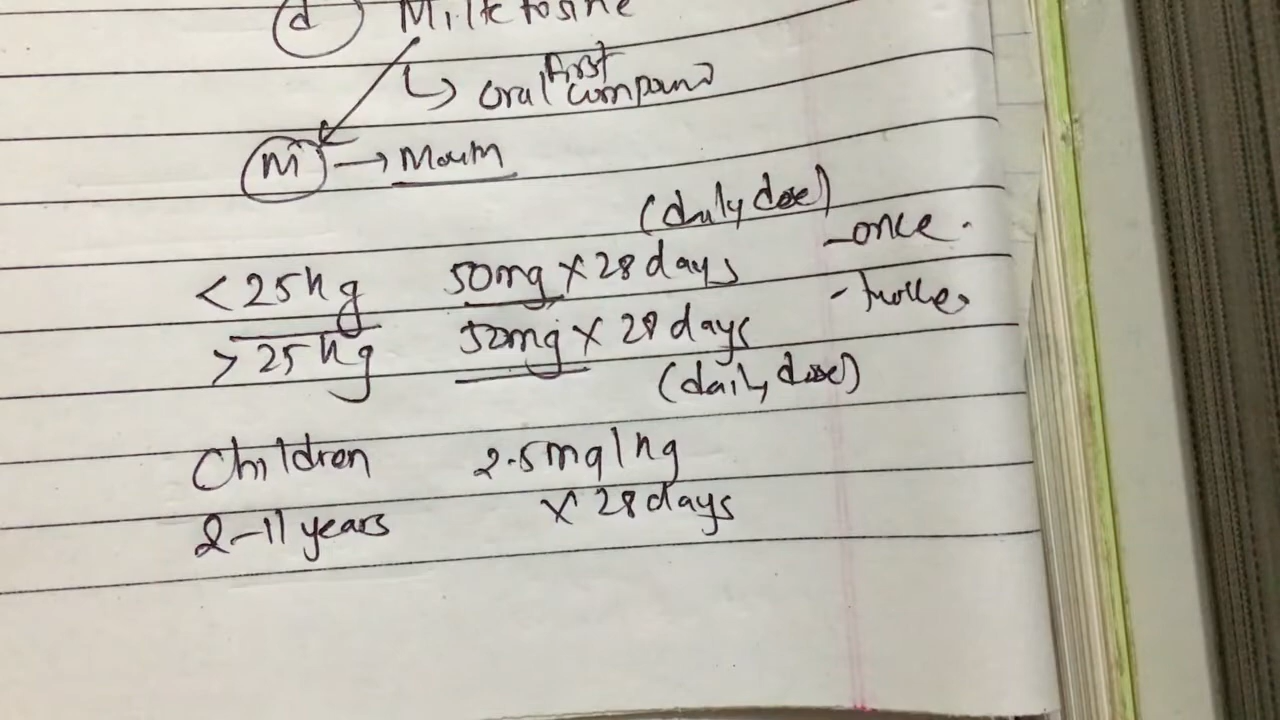 d Miltefosine
first
↳ Oral compound
m → Mouth
(daily dose)
<25kg 50mg × 28 days - once.
>25kg 50mg × 28 days - twice.
(daily dose)
Children 2.5mg/kg
2-11 years × 28 days